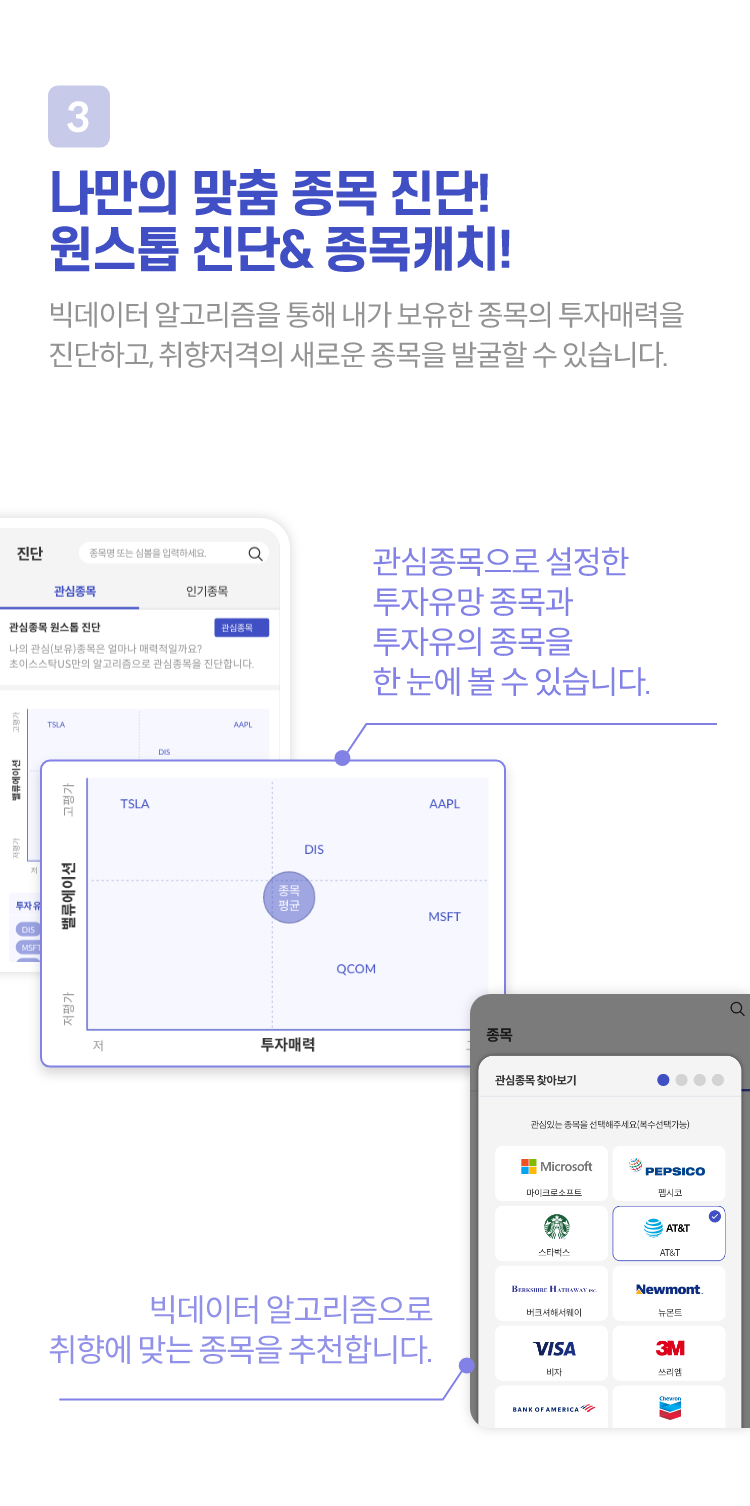 3
나만의 맞춤 종목 진단!
원스톱 진단& 종목캐치!
빅데이터 알고리즘을 통해 내가 보유한 종목의 투자매력을
진단하고, 취향저격의 새로운 종목을 발굴할 수 있습니다.
진단
종목명 또는 심볼을 입력하세요.
관심종목
인기종목
관심종목 원스톱 진단
관심종목
나의 관심(보유)종목은 얼마나 매력적일까요?
초이스스탁US만의 알고리즘으로 관심종목을 진단합니다.
고평가
밸류에이션
저평가
TSLA
AAPL
DIS
저
투자 유
DIS
MSFT
관심종목으로 설정한
투자유망 종목과
투자유의 종목을
한 눈에 볼 수 있습니다.
고평가
밸류에이션
저평가
TSLA
AAPL
DIS
종목
평균
MSFT
QCOM
저
투자매력
종목
관심종목 찾아보기
관심있는 종목을 선택해주세요(복수선택가능)
Microsoft
마이크로소프트
PEPSICO
펩시코
스타벅스
AT&T
AT&T
BERKSHIRE HATHAWAY INC.
버크셔해서웨이
Newmont
뉴몬트
VISA
비자
3M
쓰리엠
BANK OF AMERICA
Chevron
빅데이터 알고리즘으로
취향에 맞는 종목을 추천합니다.